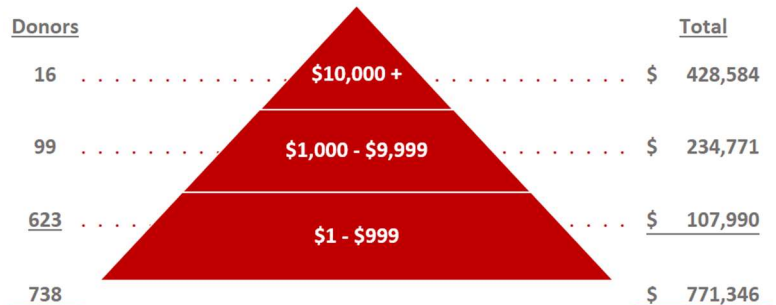 Donors Total
16 . . . . . . . . . . . . . $10,000 + . . . . . . . . . . . . . $ 428,584
99 . . . . . . . . . $1,000 - $9,999 . . . . . . . . $ 234,771
623 . . . . . $1 - $999 . . . . $ 107,990
738 $ 771,346